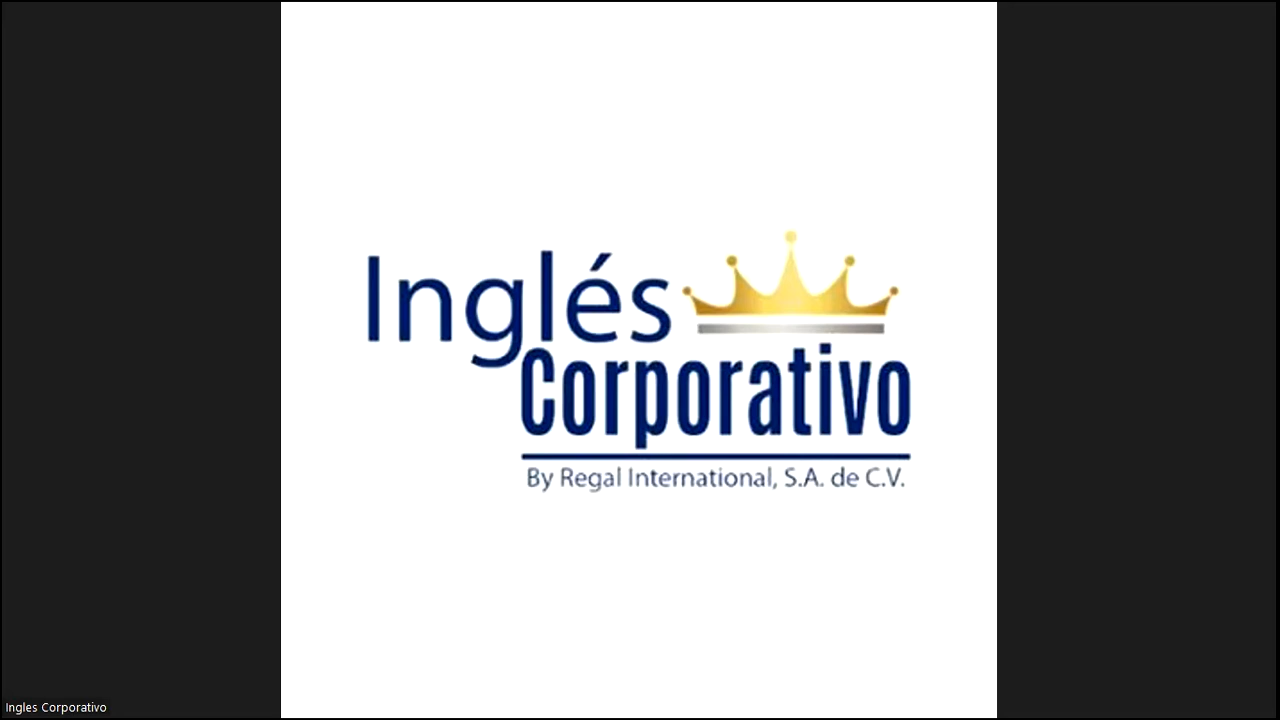 Inglés
Corporativo
By Regal International, S.A. de C.V.
Ingles Corporativo